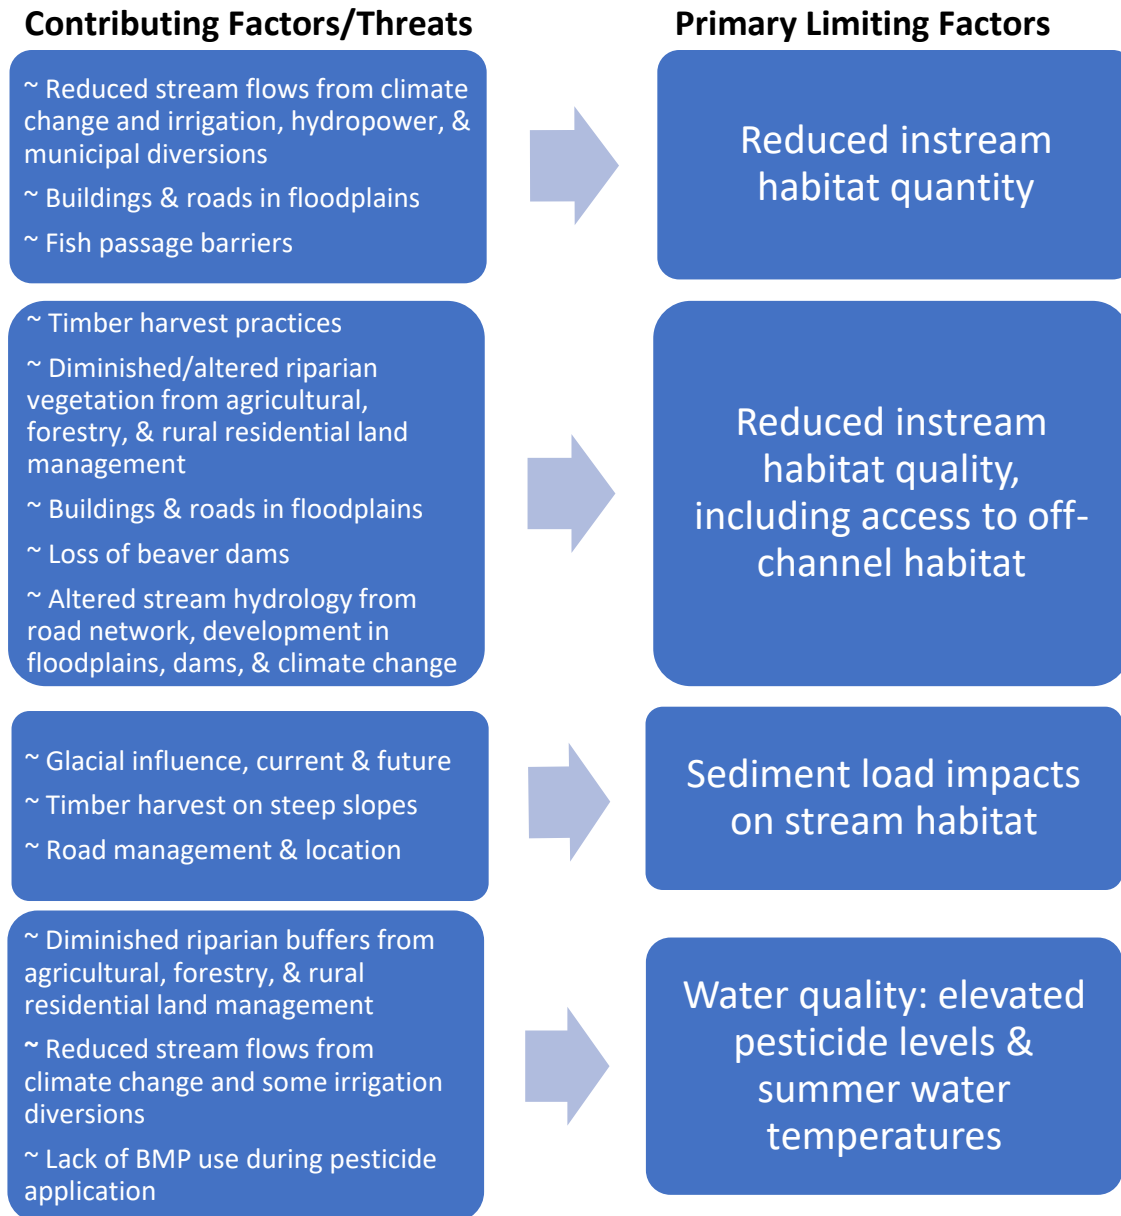 Contributing Factors/Threats
Primary Limiting Factors
~ Reduced stream flows from climate
change and irrigation, hydropower, &
municipal diversions
~ Buildings & roads in floodplains
~ Fish passage barriers
Reduced instream
habitat quantity
~ Timber harvest practices
~ Diminished/altered riparian
vegetation from agricultural,
forestry, & rural residential land
management
~ Buildings & roads in floodplains
~ Loss of beaver dams
~ Altered stream hydrology from
road network, development in
floodplains, dams, & climate change
Reduced instream
habitat quality,
including access to off-
channel habitat
~ Glacial influence, current & future
~ Timber harvest on steep slopes
~ Road management & location
Sediment load impacts
on stream habitat
~ Diminished riparian buffers from
agricultural, forestry, & rural
residential land management
~ Reduced stream flows from
climate change and some irrigation
diversions
~ Lack of BMP use during pesticide
application
Water quality: elevated
pesticide levels &
summer water
temperatures